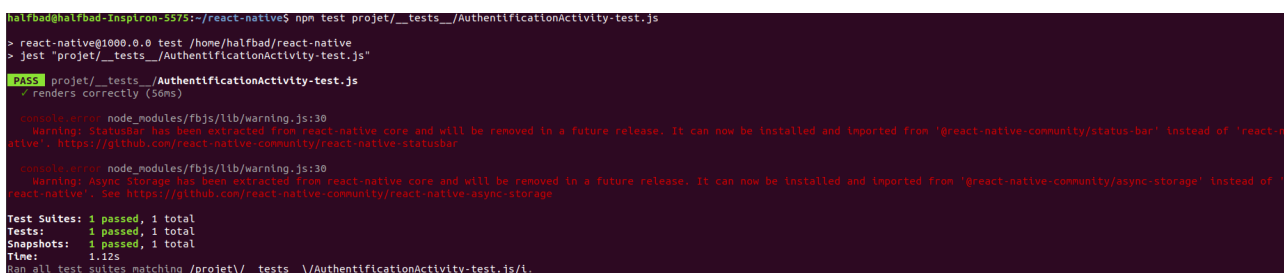 halfbad@halfbad-Inspiron-5575:~/react-native$ npm test projet/__tests__/AuthentificationActivity-test.js
> react-native@1000.0.0 test /home/halfbad/react-native
> jest "projet/__tests__/AuthentificationActivity-test.js"
PASS projet/__tests__/AuthentificationActivity-test.js
✓ renders correctly (56ms)
console.error node_modules/fbjs/lib/warning.js:30
Warning: StatusBar has been extracted from react-native core and will be removed in a future release. It can now be installed and imported from '@react-native-community/status-bar' instead of 'react-n
ative'. https://github.com/react-native-community/react-native-statusbar
console.error node_modules/fbjs/lib/warning.js:30
Warning: Async Storage has been extracted from react-native core and will be removed in a future release. It can now be installed and imported from '@react-native-community/async-storage' instead of '
react-native'. See https://github.com/react-native-community/react-native-async-storage
Test Suites: 1 passed, 1 total
Tests: 1 passed, 1 total
Snapshots: 1 passed, 1 total
Time: 1.12s
Ran all test suites matching /projet\/__tests__\/AuthentificationActivity-test.js/i.